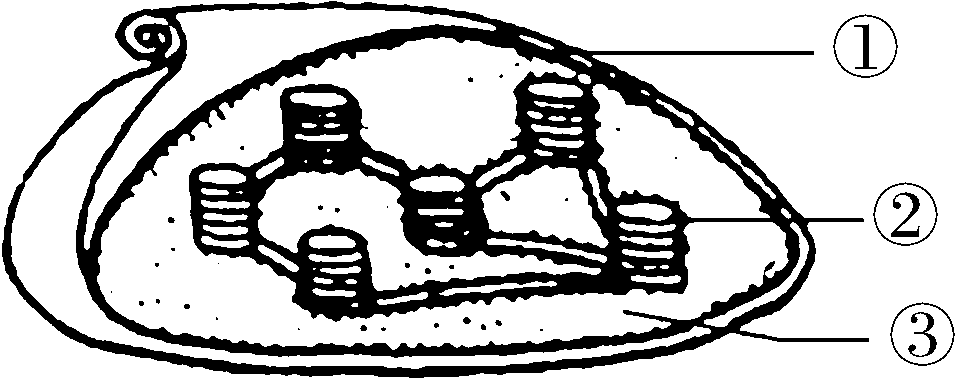 ①
②
③